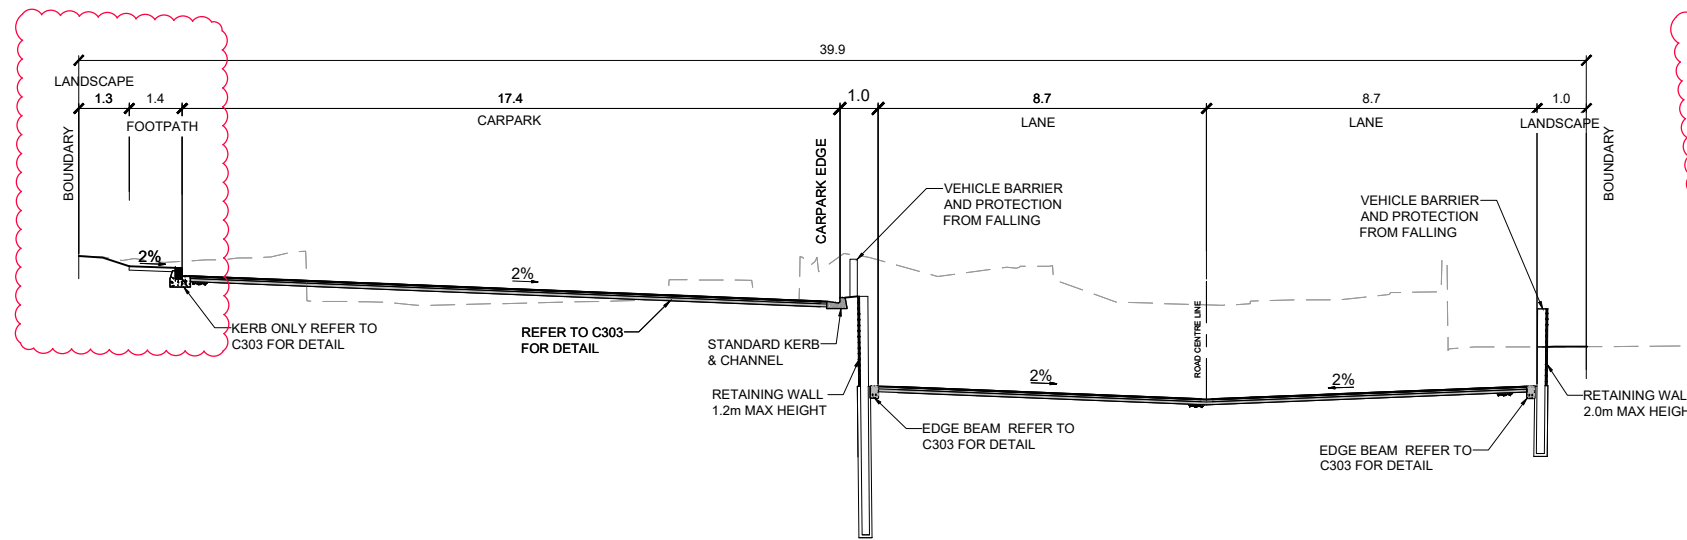 39.9
LANDSCAPE
1.3
1.4
17.4
1.0
8.7
8.7
1.0
FOOTPATH
CARPARK
LANE
LANE
LANDSCAPE
BOUNDARY
CARPARK EDGE
BOUNDARY
VEHICLE BARRIER
AND PROTECTION
FROM FALLING
VEHICLE BARRIER
AND PROTECTION
FROM FALLING
2%
2%
KERB ONLY REFER TO
C303 FOR DETAIL
REFER TO C303
FOR DETAIL
STANDARD KERB
& CHANNEL
ROAD CENTRE LINE
2%
2%
RETAINING WALL
1.2m MAX HEIGHT
RETAINING WAL
2.0m MAX HEIGH
EDGE BEAM REFER TO
C303 FOR DETAIL
EDGE BEAM REFER TO
C303 FOR DETAIL